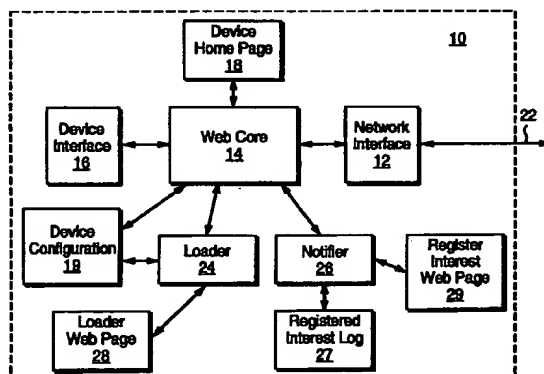 Device
Home Page
18
10
Device
Interface
16
Web Core
14
Network
Interface
12
22
Device
Configuration
19
Loader
24
Notifier
26
Register
Interest
Web Page
29
Loader
Web Page
28
Registered
Interest Log
27